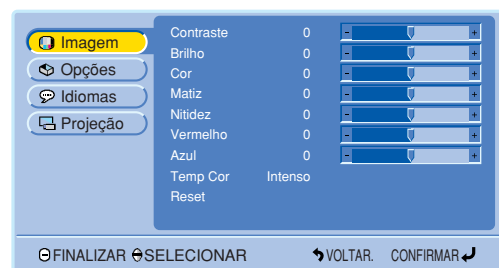 Imagem
Opções
Idiomas
Projeção
Contraste 0 - +
Brilho 0 - +
Cor 0 - +
Matiz 0 - +
Nitidez 0 - +
Vermelho 0 - +
Azul 0 - +
Temp Cor Intenso
Reset
FINALIZAR SELECIONAR VOLTAR. CONFIRMAR